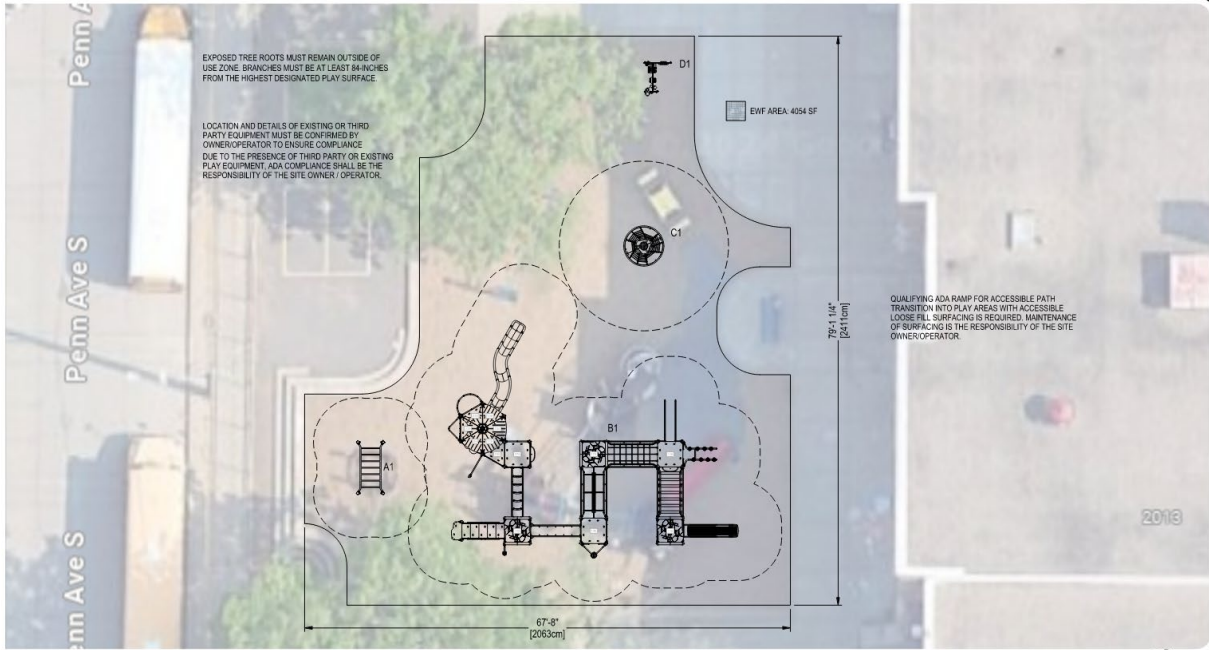 Penn A
EXPOSED TREE ROOTS MUST REMAIN OUTSIDE OF
USE ZONE. BRANCHES MUST BE AT LEAST 84-INCHES
FROM THE HIGHEST DESIGNATED PLAY SURFACE.
D1
EWF AREA: 4054 SF
LOCATION AND DETAILS OF EXISTING OR THIRD
PARTY EQUIPMENT MUST BE CONFIRMED BY
OWNER/OPERATOR TO ENSURE COMPLIANCE
DUE TO THE PRESENCE OF THIRD PARTY OR EXISTING
PLAY EQUIPMENT, ADA COMPLIANCE SHALL BE THE
RESPONSIBILITY OF THE SITE OWNER / OPERATOR.
Penn Ave S
C1
79'-1 1/4"
[2411cm]
QUALIFYING ADA RAMP FOR ACCESSIBLE PATH
TRANSITION INTO PLAY AREAS WITH ACCESSIBLE
LOOSE FILL SURFACING IS REQUIRED. MAINTENANCE
OF SURFACING IS THE RESPONSIBILITY OF THE SITE
OWNER/OPERATOR.
B1
A1
2013
enn Ave S
67'-8"
[2063cm]